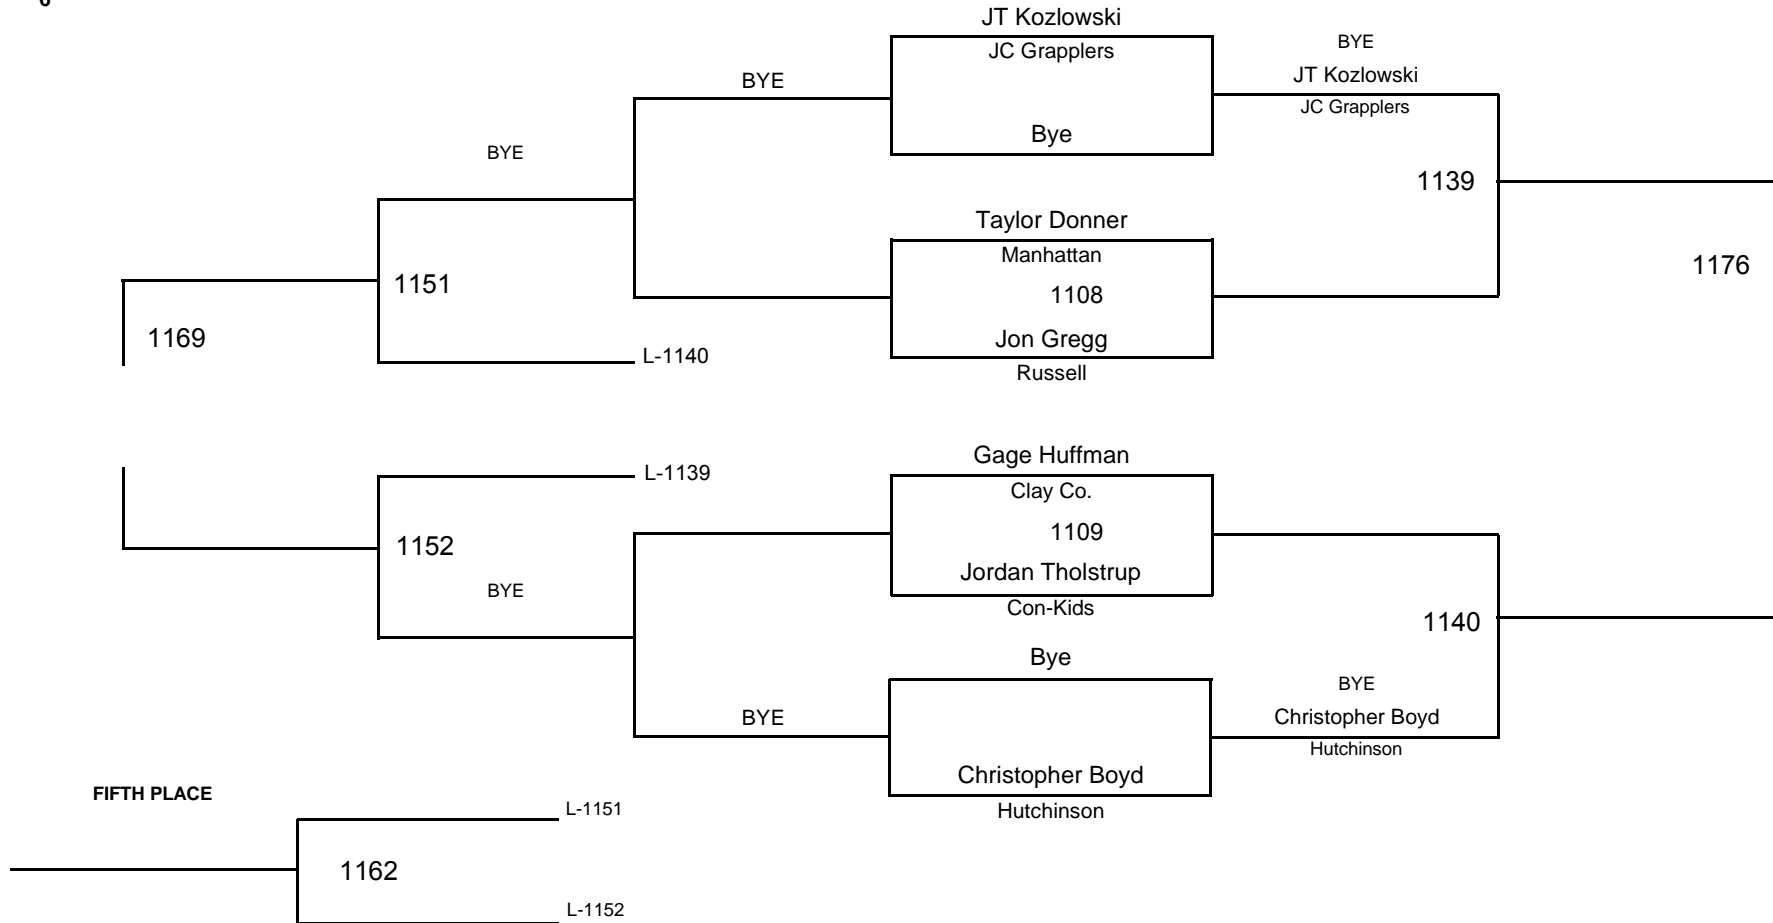 6
JT Kozlowski
JC Grapplers
BYE
JT Kozlowski
JC Grapplers
BYE
Bye
BYE
1139
Taylor Donner
Manhattan
1176
1151
1108
1169
Jon Gregg
L-1140
Russell
Gage Huffman
L-1139
Clay Co.
1109
1152
Jordan Tholstrup
BYE
Con-Kids
1140
Bye
BYE
BYE
Christopher Boyd
Hutchinson
Christopher Boyd
Hutchinson
FIFTH PLACE
L-1151
1162
L-1152